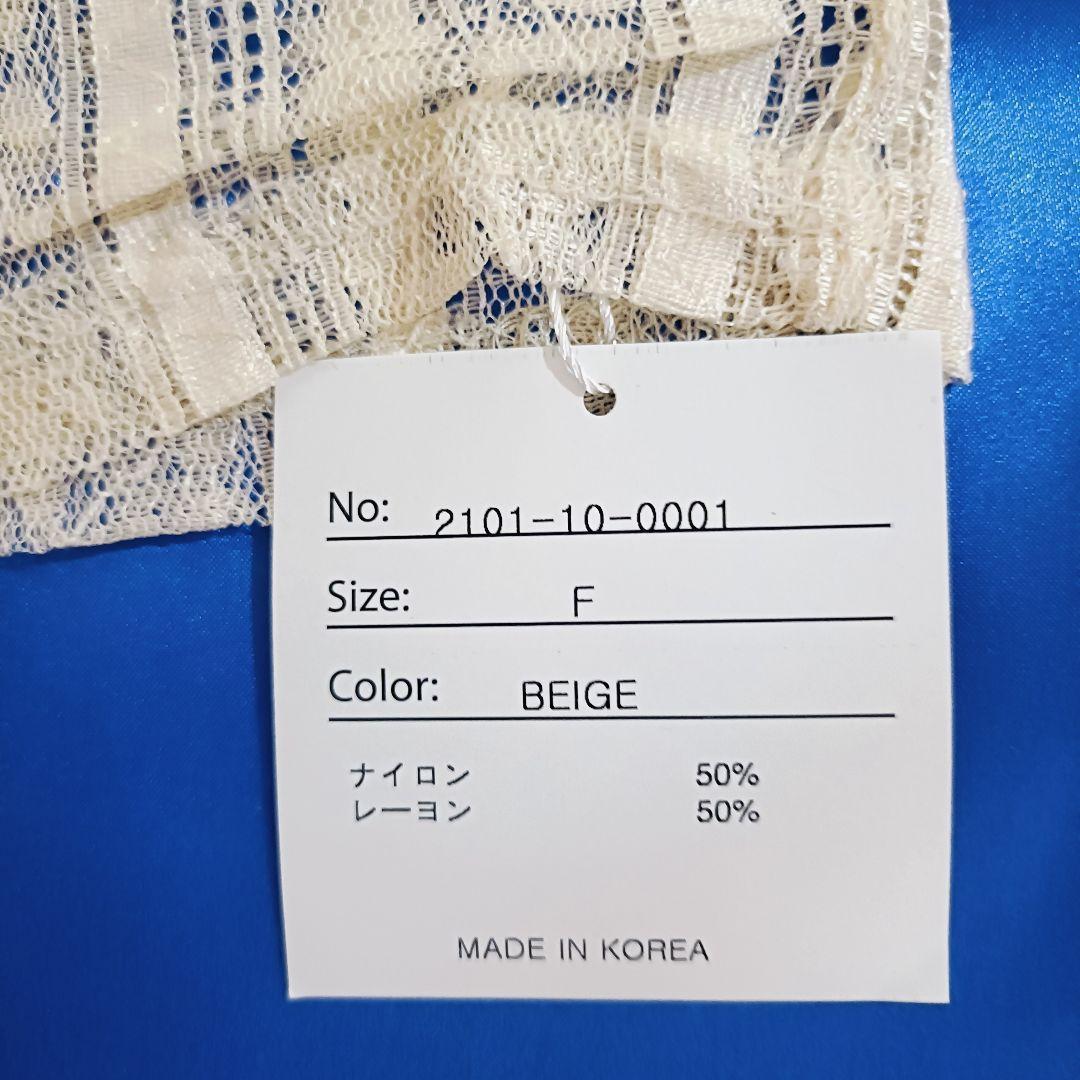 No: 2101-10-0001
Size: F
Color: BEIGE
ナイロン 50%
レーヨン 50%
MADE IN KOREA